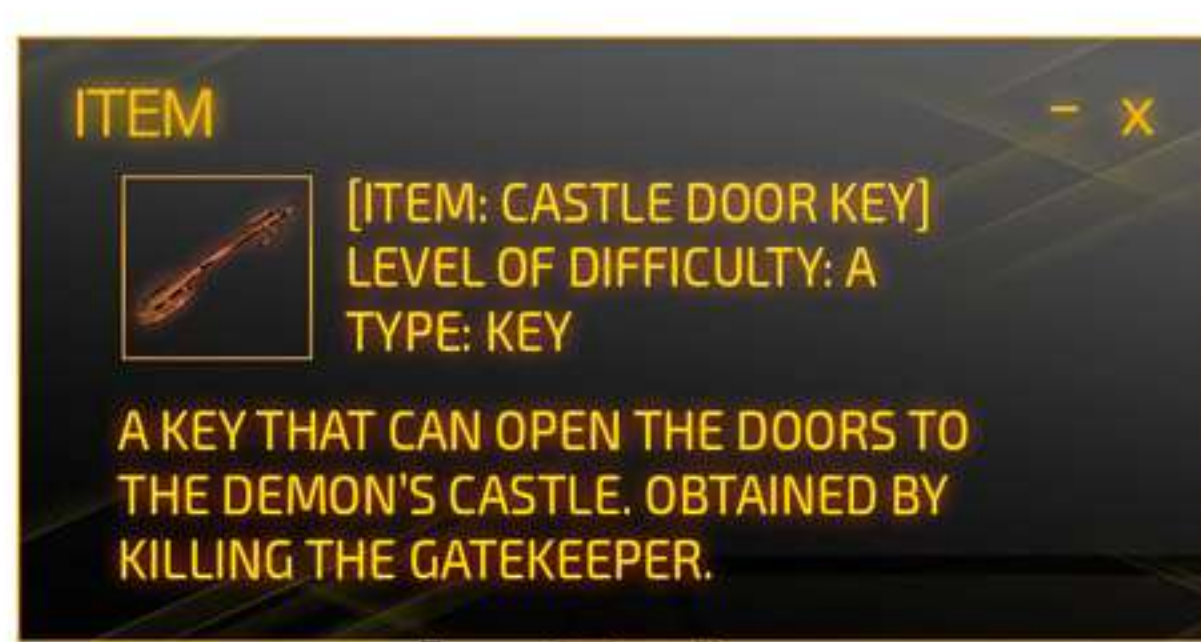 ITEM
– X
[ITEM: CASTLE DOOR KEY]
LEVEL OF DIFFICULTY: A
TYPE: KEY
A KEY THAT CAN OPEN THE DOORS TO
THE DEMON'S CASTLE. OBTAINED BY
KILLING THE GATEKEEPER.